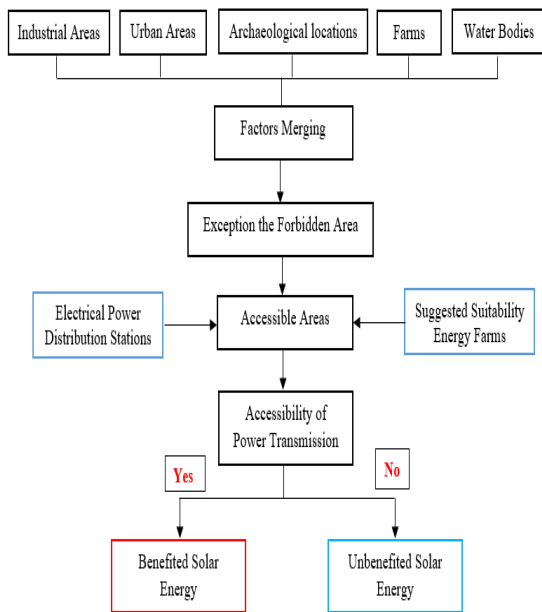 Industrial Areas
Urban Areas
Archaeological locations
Farms
Water Bodies
Factors Merging
Exception the Forbidden Area
Electrical Power
Distribution Stations
Accessible Areas
Suggested Suitability
Energy Farms
Accessibility of
Power Transmission
Yes
No
Benefited Solar
Energy
Unbenefited Solar
Energy